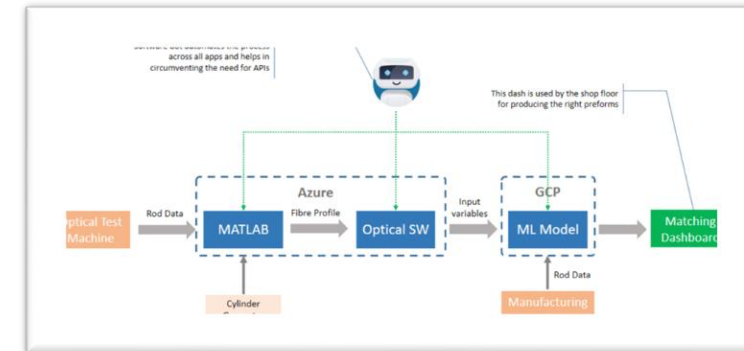 software bot automates the process
across all apps and helps in
circumventing the need for APIs
This dash is used by the shop floor
for producing the right preforms
Azure
GCP
Optical Test
Machine
Rod Data
MATLAB
Fibre Profile
Optical SW
Input
variables
ML Model
Matching
Dashboard
Cylinder
Rod Data
Manufacturing